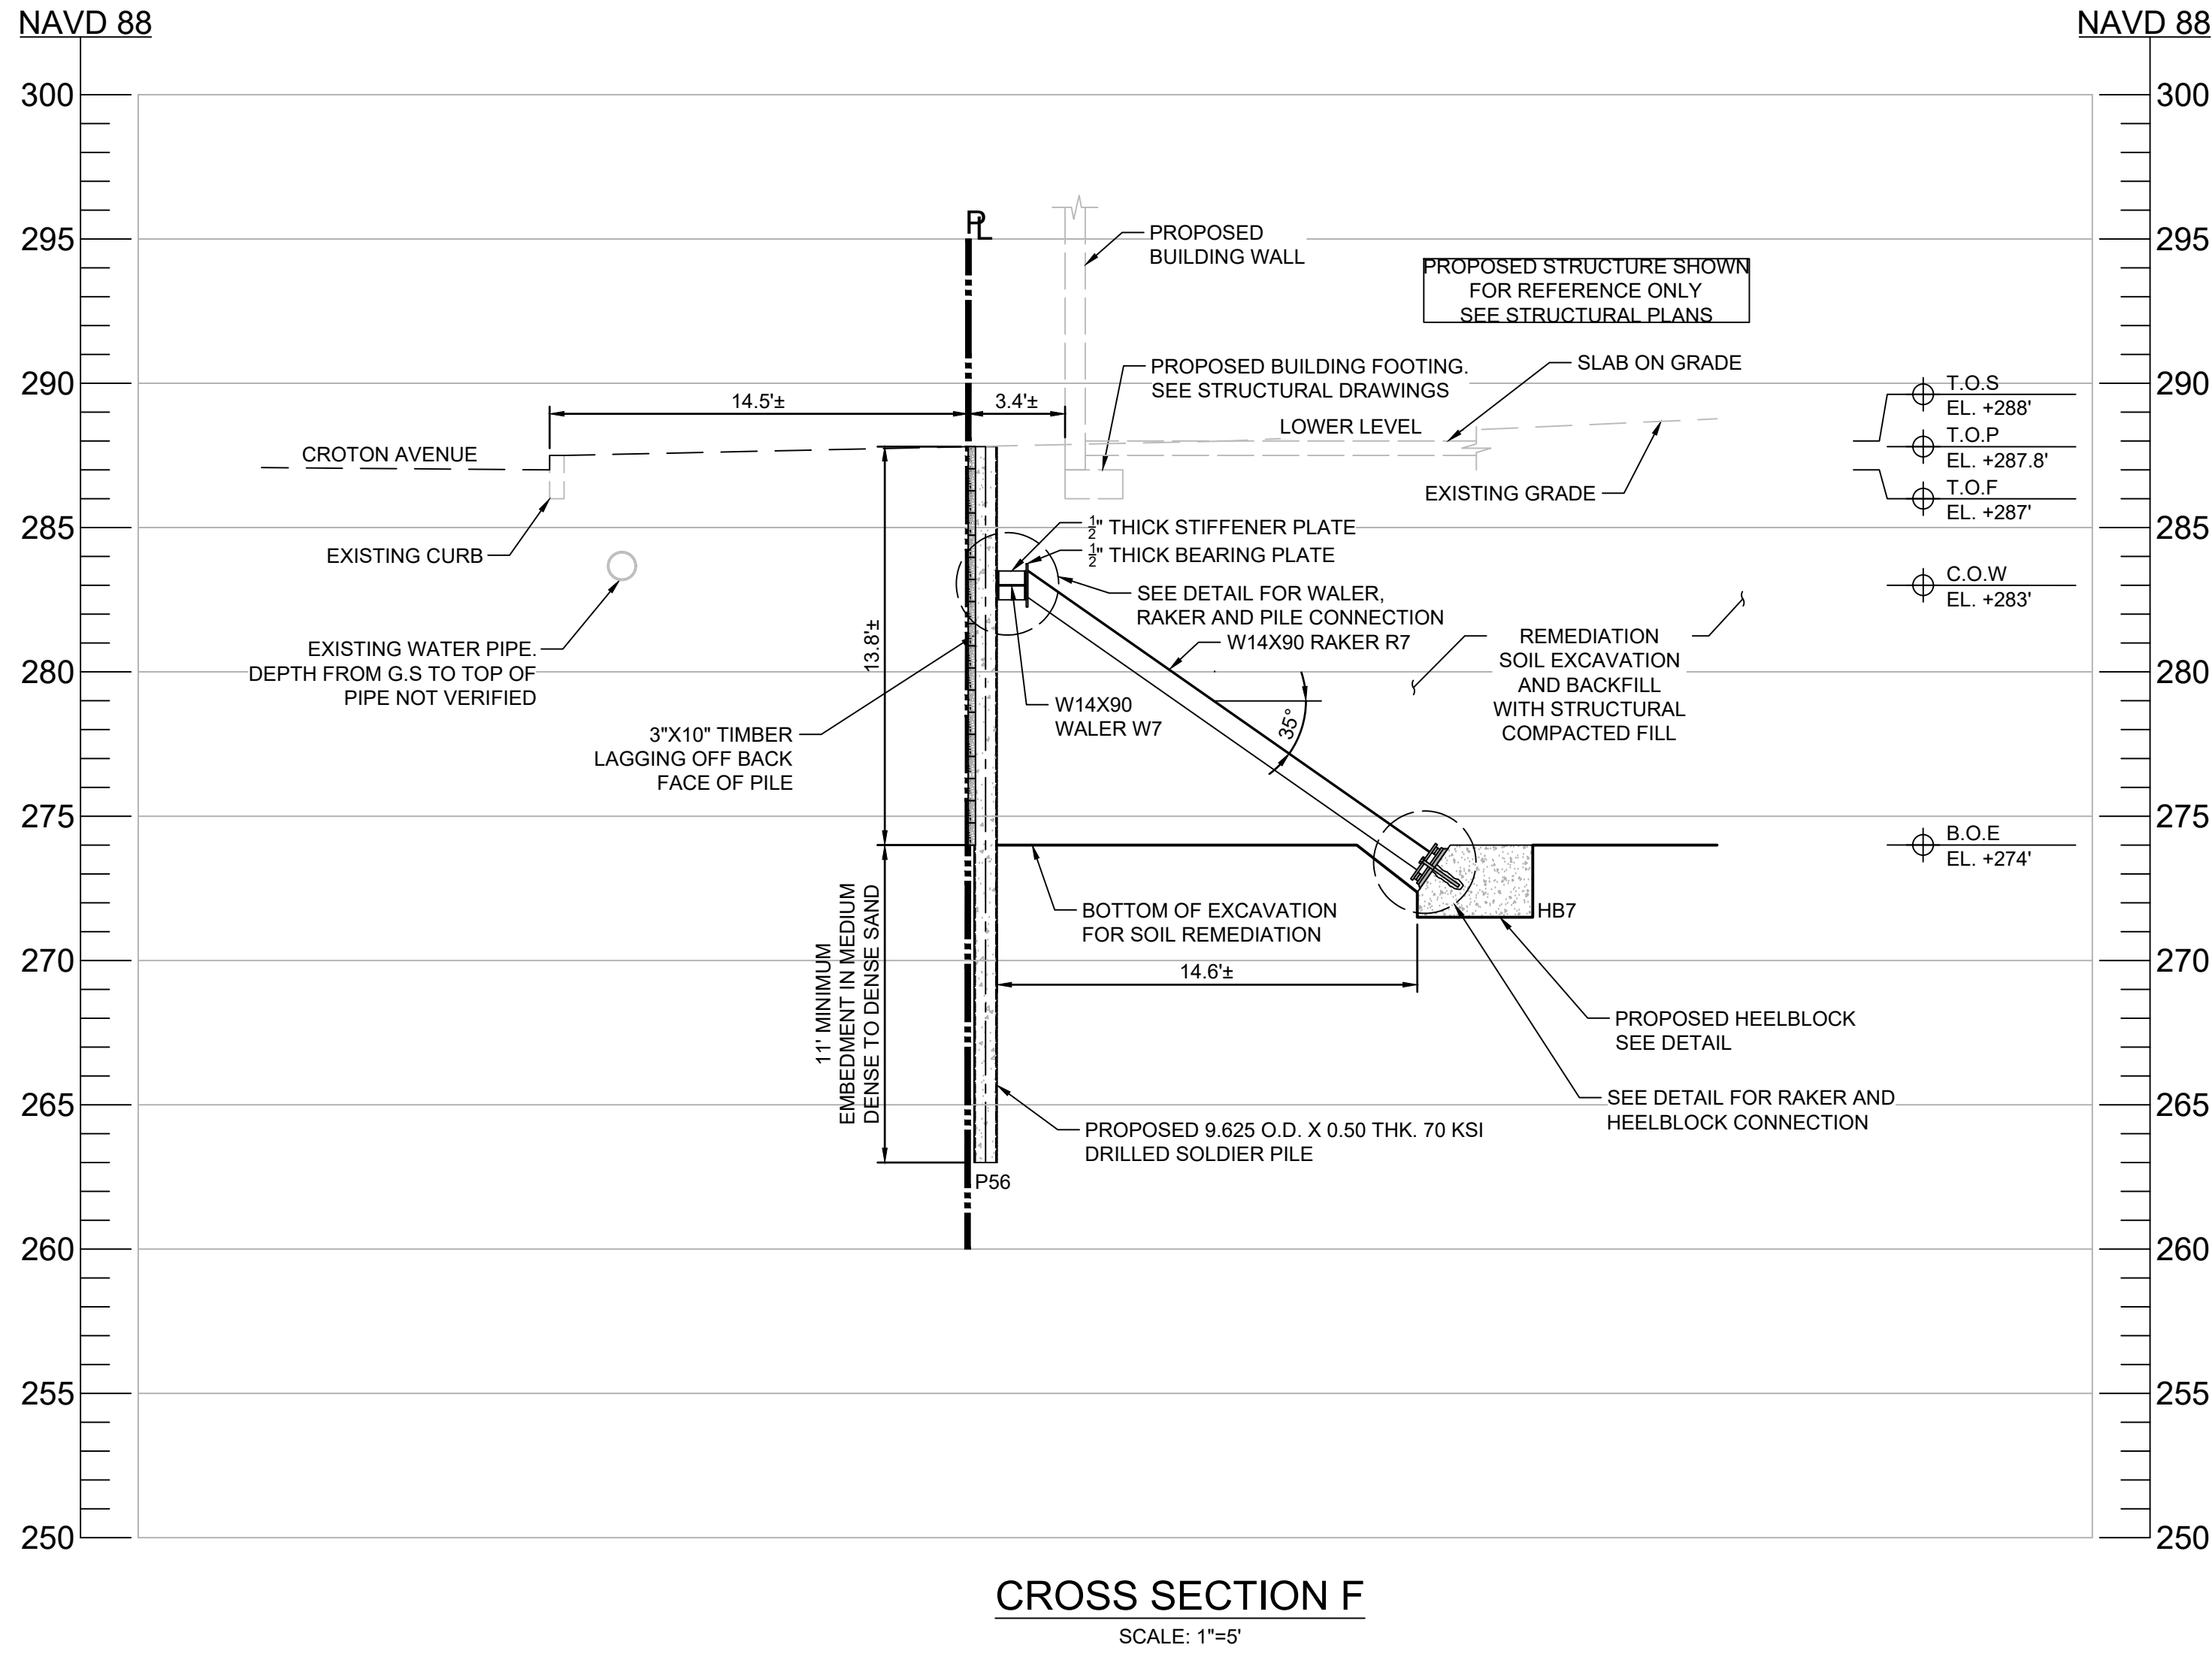 NAVD 88
NAVD 88
300
300
295
295
290
290
285
285
280
280
275
275
270
270
265
265
260
260
255
255
250
250
PL
PROPOSED
BUILDING WALL
PROPOSED STRUCTURE SHOWN
FOR REFERENCE ONLY
SEE STRUCTURAL PLANS
PROPOSED BUILDING FOOTING.
SEE STRUCTURAL DRAWINGS
SLAB ON GRADE
14.5'±
3.4'±
LOWER LEVEL
CROTON AVENUE
T.O.S
EL. +288'
T.O.P
EL. +287.8'
T.O.F
EL. +287'
C.O.W
EL. +283'
B.O.E
EL. +274'
EXISTING GRADE
EXISTING CURB
1/2" THICK STIFFENER PLATE
1/2" THICK BEARING PLATE
SEE DETAIL FOR WALER,
RAKER AND PILE CONNECTION
W14X90 RAKER R7
EXISTING WATER PIPE.
DEPTH FROM G.S TO TOP OF
PIPE NOT VERIFIED
13.8'±
REMEDIATION
SOIL EXCAVATION
AND BACKFILL
WITH STRUCTURAL
COMPACTED FILL
W14X90
WALER W7
35°
3"X10" TIMBER
LAGGING OFF BACK
FACE OF PILE
11' MINIMUM
EMBEDMENT IN MEDIUM
DENSE TO DENSE SAND
BOTTOM OF EXCAVATION
FOR SOIL REMEDIATION
HB7
14.6'±
PROPOSED HEELBLOCK
SEE DETAIL
SEE DETAIL FOR RAKER AND
HEELBLOCK CONNECTION
PROPOSED 9.625 O.D. X 0.50 THK. 70 KSI
DRILLED SOLDIER PILE
P56
CROSS SECTION F
SCALE: 1"=5'